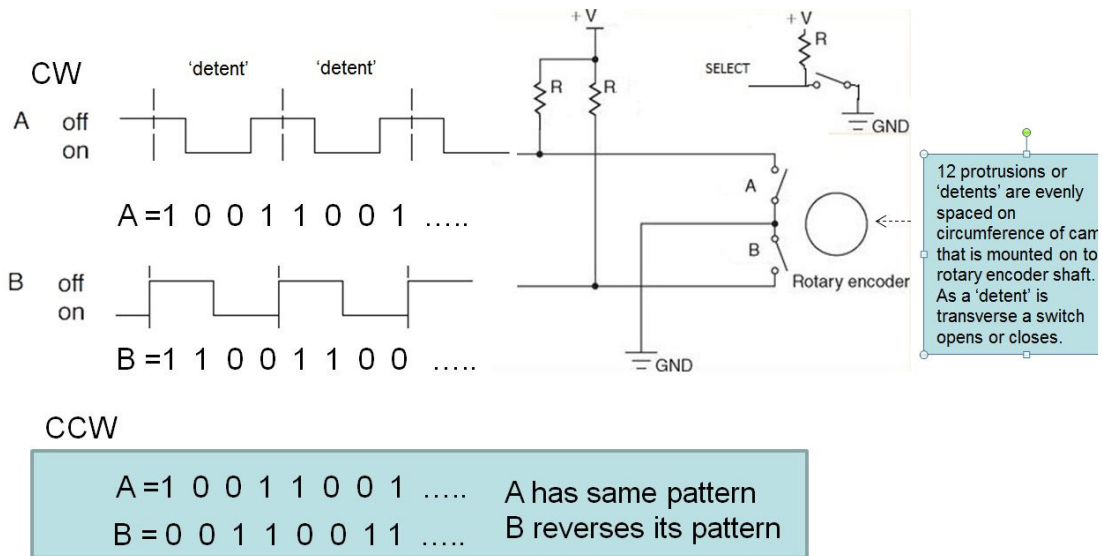 CW
'detent' 'detent'
A off
on
A =1 0 0 1 1 0 0 1 .....
B off
on
B =1 1 0 0 1 1 0 0 .....
+ V
R R
A
B
Rotary encoder
GND
+ V
R
SELECT
GND
12 protrusions or
'detents' are evenly
spaced on
circumference of cam
that is mounted on to
rotary encoder shaft.
As a 'detent' is
transverse a switch
opens or closes.
CCW
A =1 0 0 1 1 0 0 1 ..... A has same pattern
B = 0 0 1 1 0 0 1 1 ..... B reverses its pattern